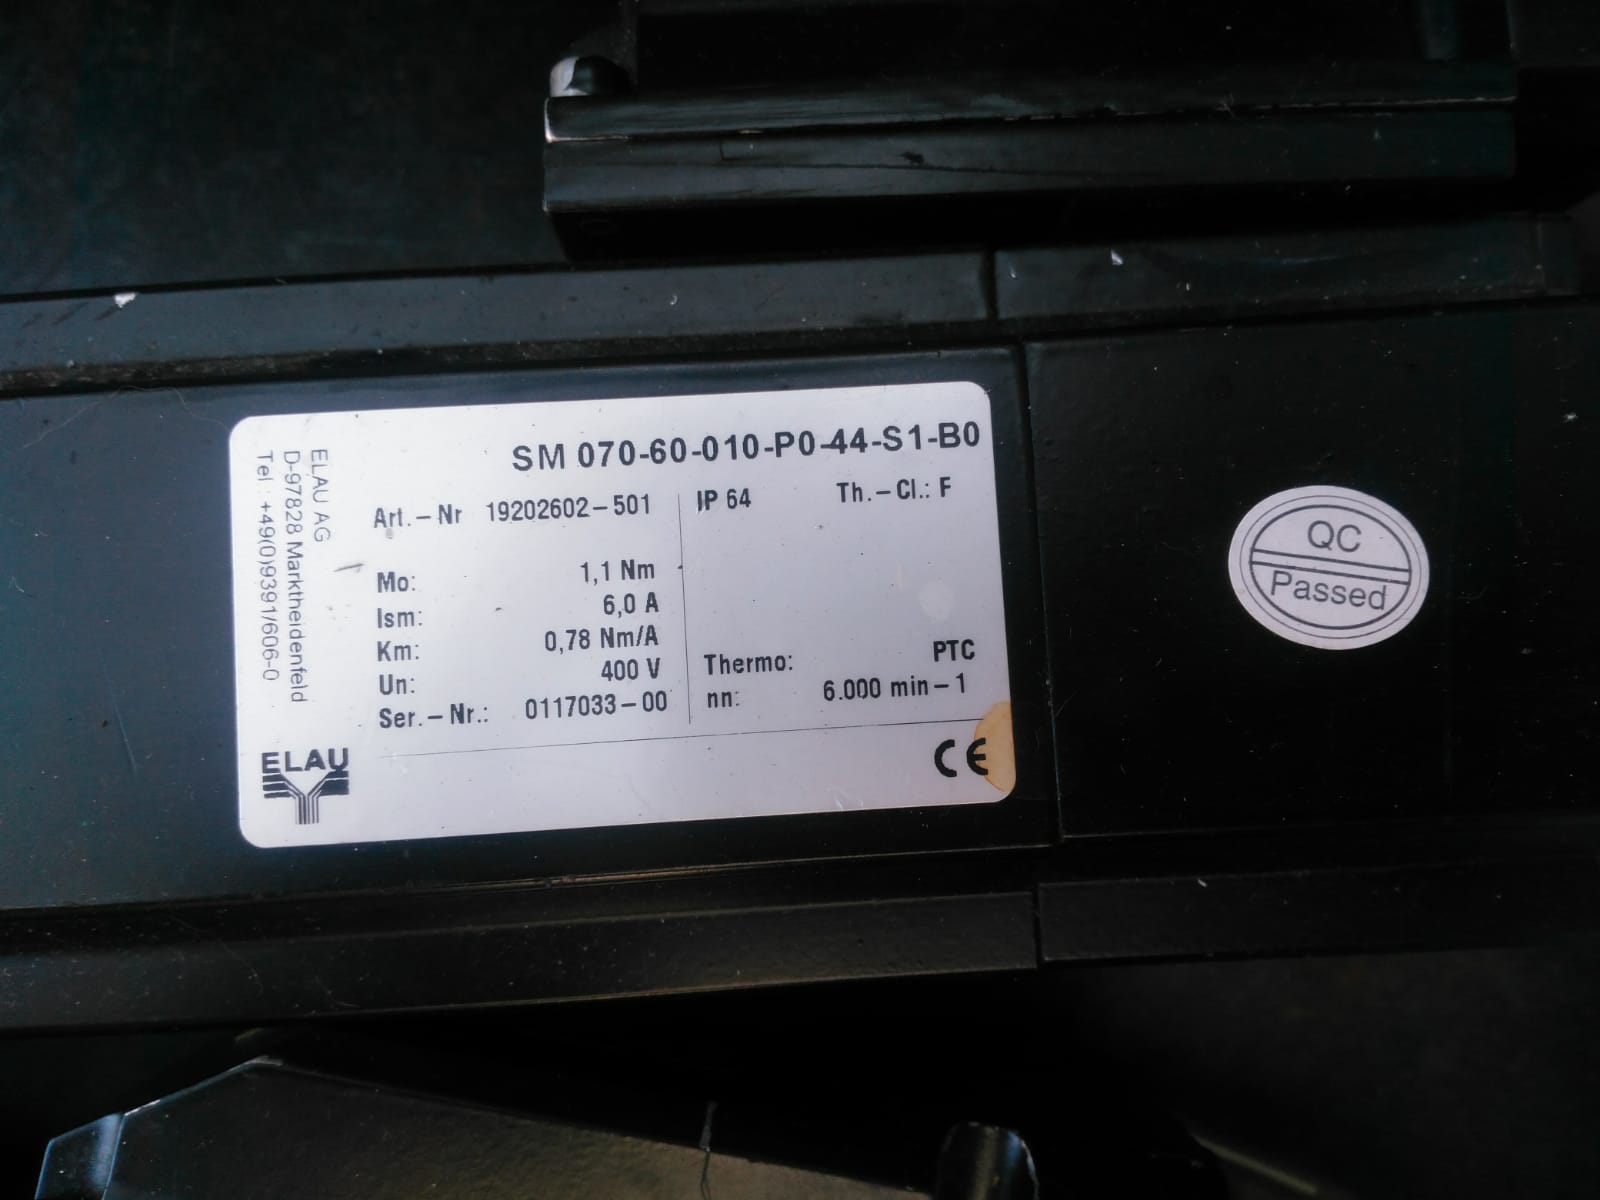 SM 070-60-010-P0-44-S1-B0
Art.-Nr 19202602-501
IP 64
Th.-Cl.: F
Mo: 1,1 Nm
Ism: 6,0 A
Km: 0,78 Nm/A
Un: 400 V
Ser.-Nr.: 0117033-00
Thermo: PTC
nn: 6.000 min-1
ELAU AG
D-97828 Marktheidenfeld
Tel.: +49(0)9391/606-0
ELAU
CE
QC
Passed